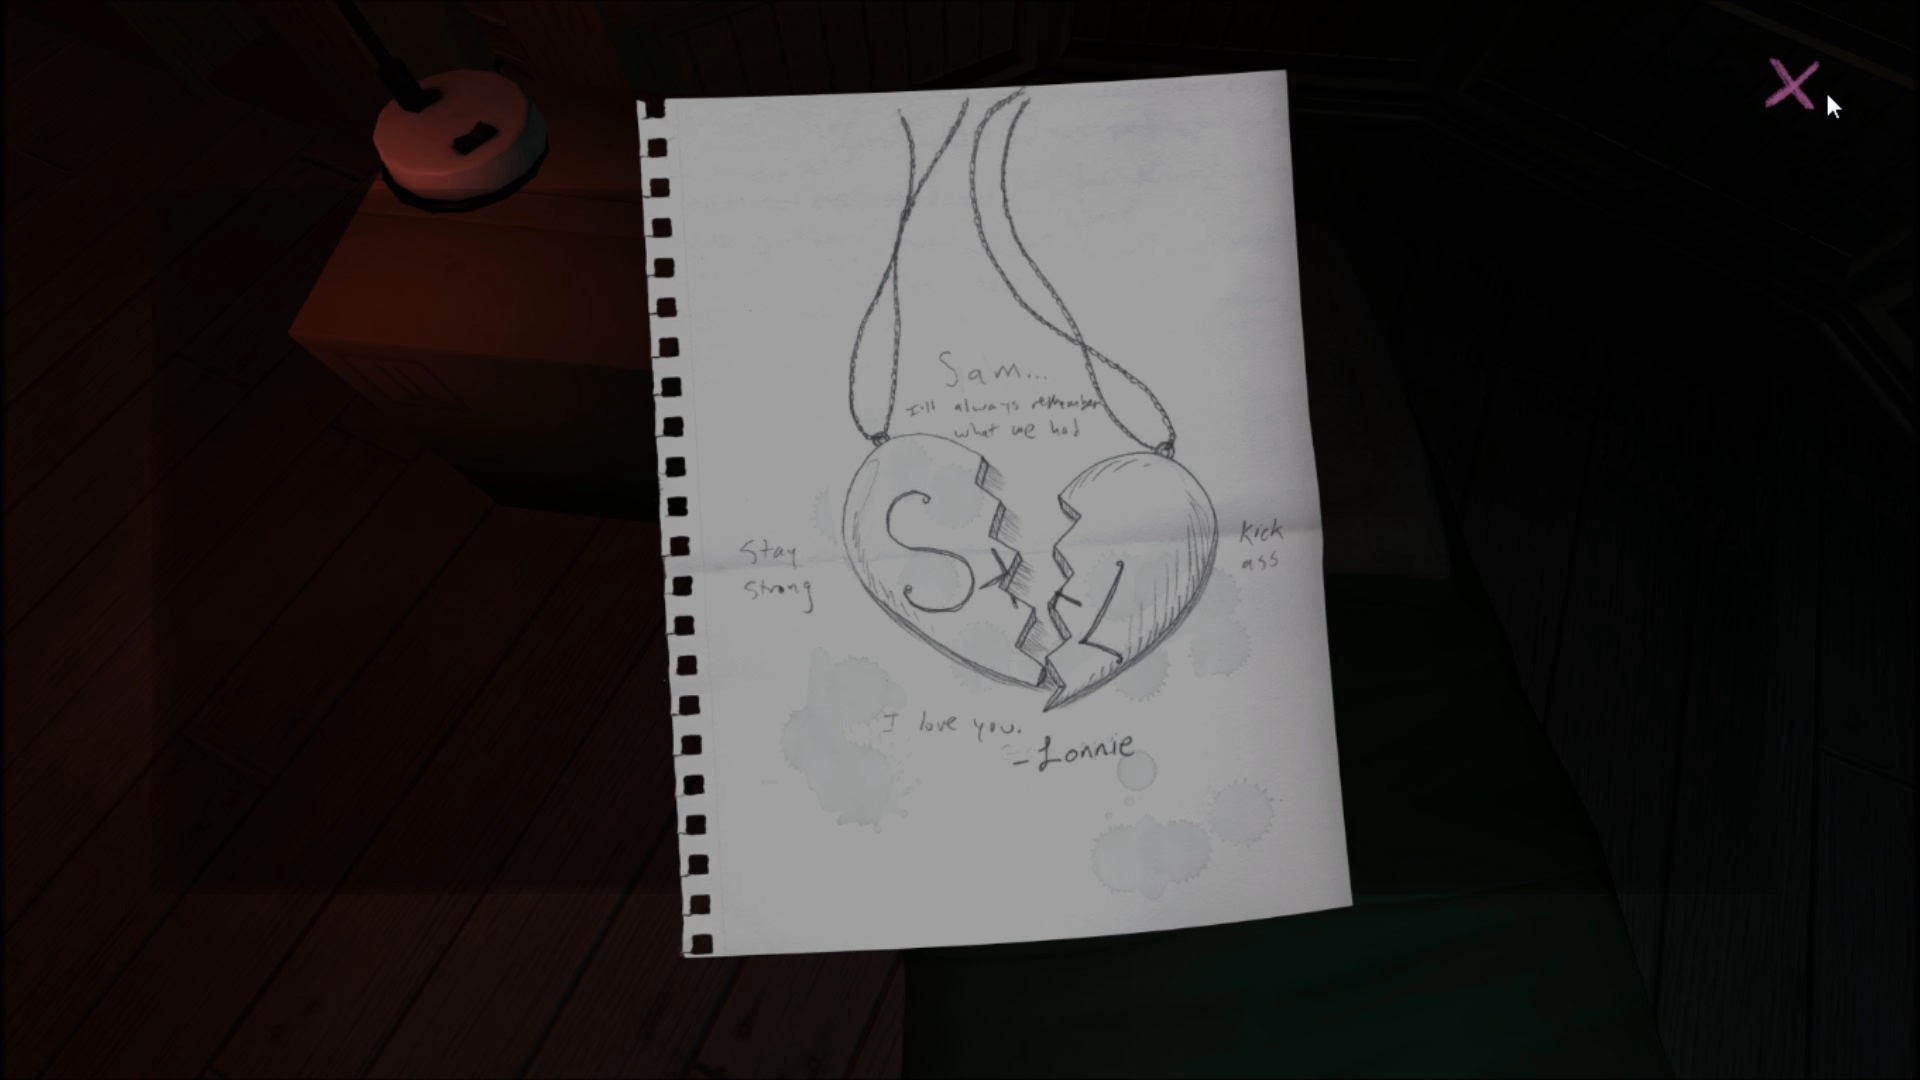 Sam...
I'll always remember
what we had
S + L
Stay
strong
Kick
ass
I love you.
-Lonnie